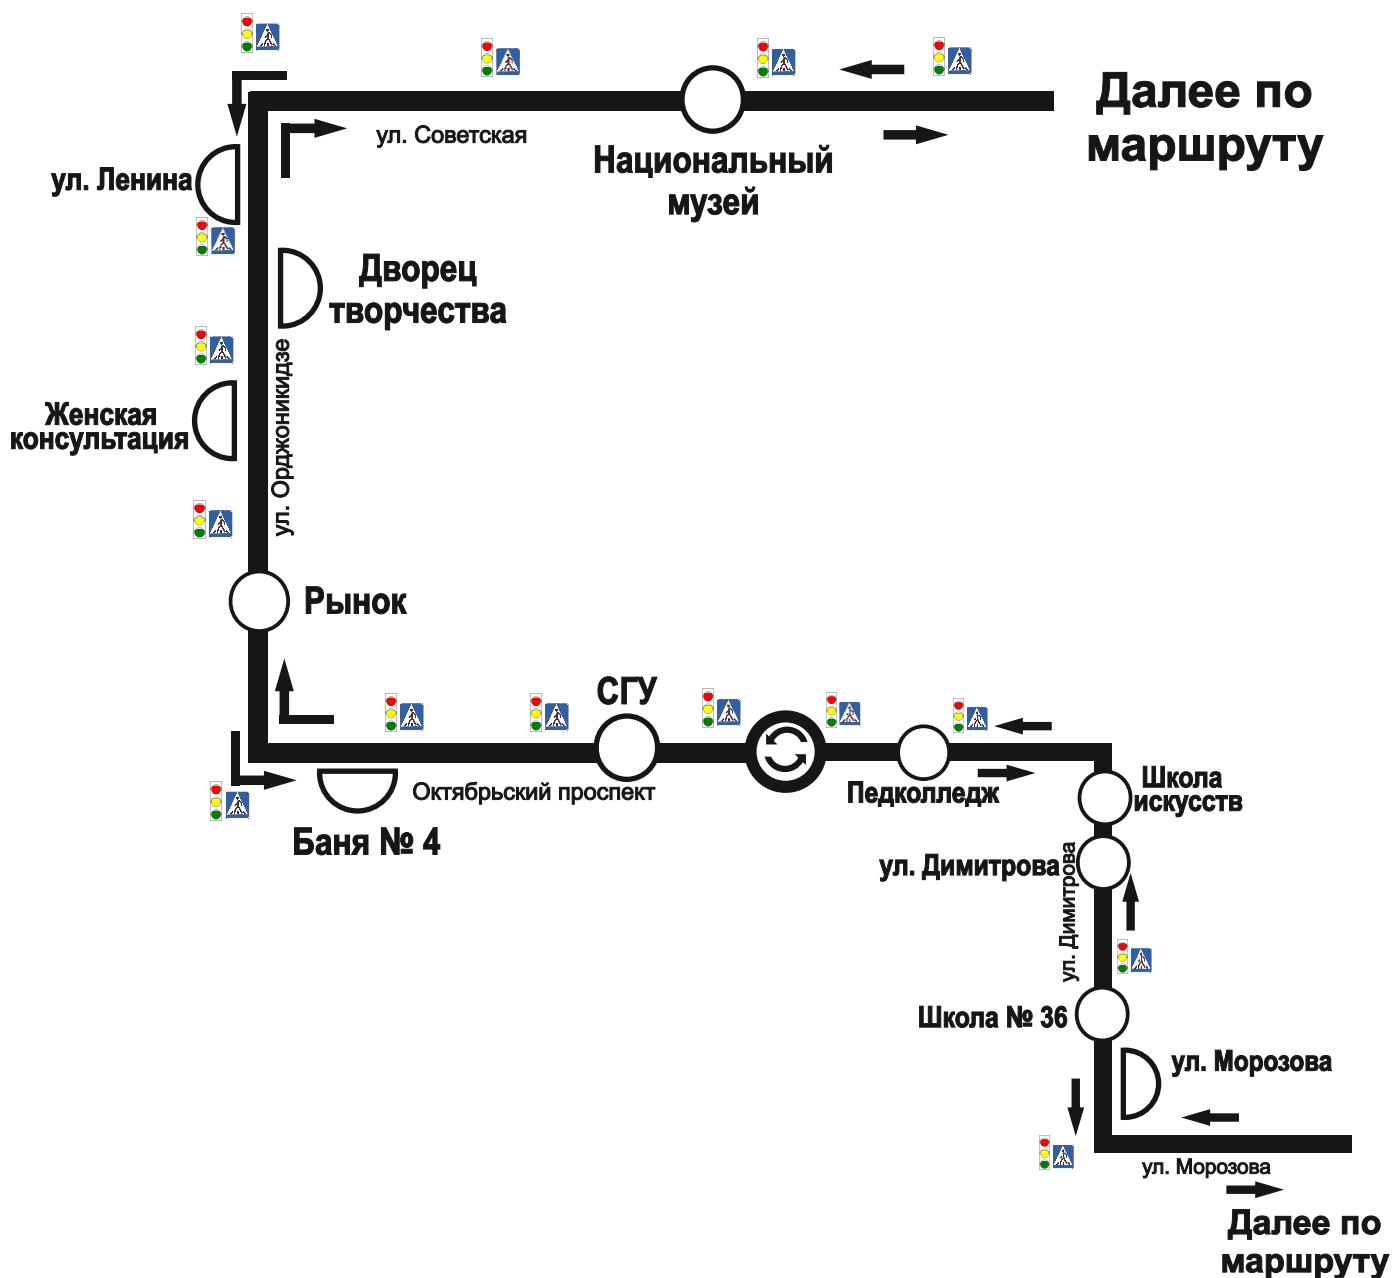 Далее по
маршруту
ул. Советская
Национальный
музей
ул. Ленина
Дворец
творчества
ул. Орджоникидзе
Женская
консультация
Рынок
СГУ
Октябрьский проспект
Баня № 4
Педколледж
Школа
искусств
ул. Димитрова
ул. Димитрова
Школа № 36
ул. Морозова
ул. Морозова
Далее по
маршруту